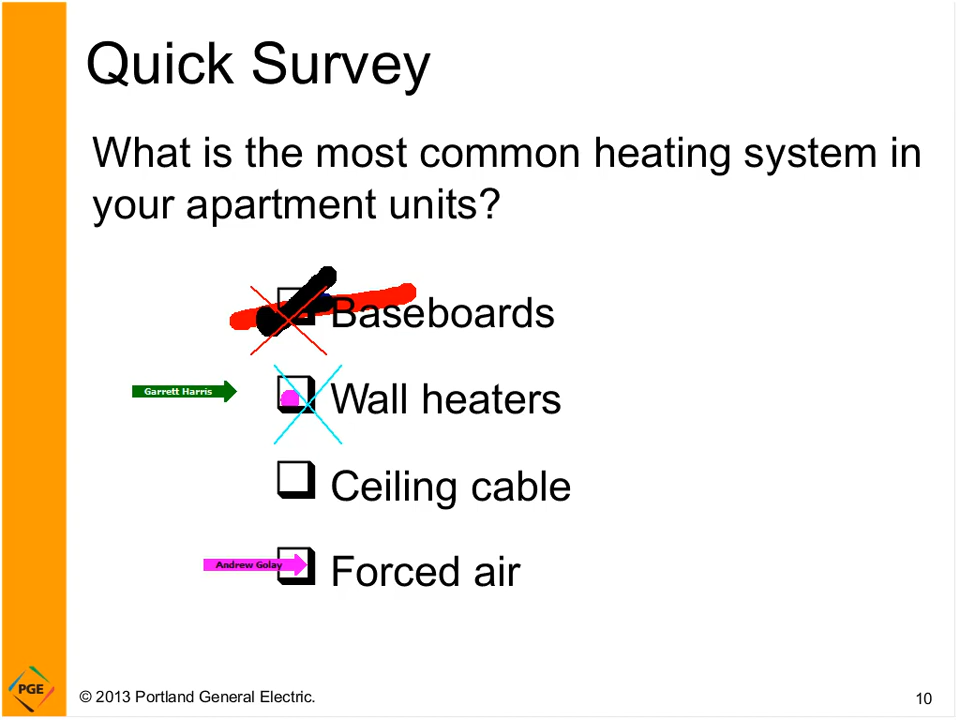 Quick Survey
What is the most common heating system in
your apartment units?
Baseboards
Garrett Harris
Wall heaters
Ceiling cable
Andrew Golay
Forced air
PGE
© 2013 Portland General Electric.
10